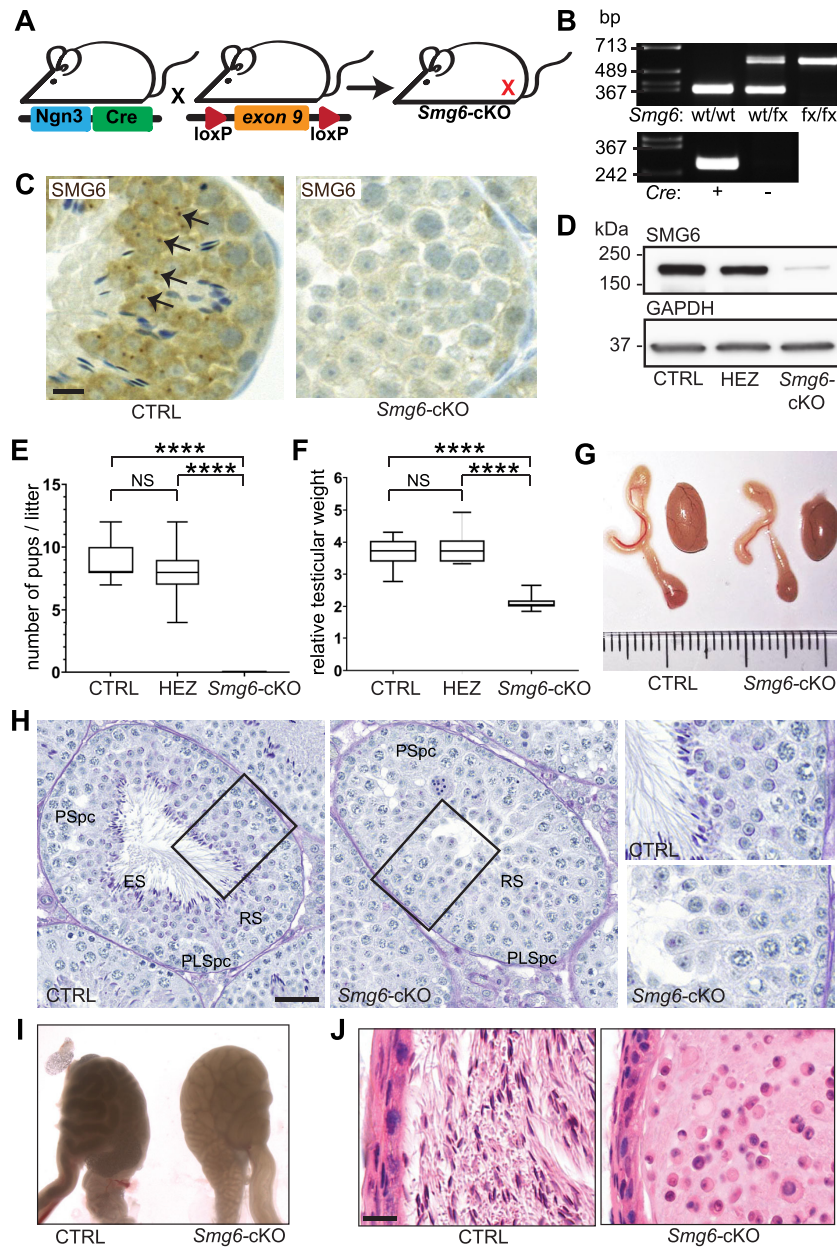 A
Ngn3 Cre
X
loxP exon 9 loxP
X
Smg6-cKO
B
bp
713
489
367
Smg6: wt/wt wt/fx fx/fx
367
242
Cre: + -
C
SMG6 SMG6
CTRL Smg6-cKO
D
kDa
SMG6
250
150
GAPDH
37
CTRL HEZ Smg6-
cKO
E
****
NS ****
number of pups / litter
15
10
5
0
CTRL HEZ Smg6-cKO
F
****
NS ****
relative testicular weight
6
5
4
3
2
1
0
CTRL HEZ Smg6-cKO
G
CTRL Smg6-cKO
H
PSpc
ES
RS
PLSpc
CTRL
PSpc
RS
PLSpc
Smg6-cKO
CTRL
Smg6-cKO
I
CTRL Smg6-cKO
J
CTRL Smg6-cKO